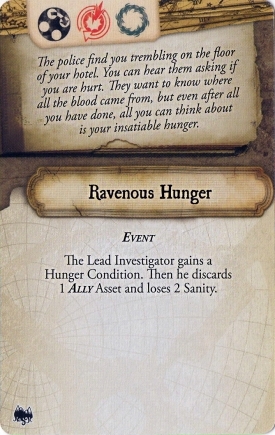 The police find you trembling on the floor
of your hotel. You can hear them asking if
you are hurt. They want to know where
all the blood came from, but even after all
you have done, all you can think about
is your insatiable hunger.
Ravenous Hunger
EVENT
The Lead Investigator gains a
Hunger Condition. Then he discards
1 ALLY Asset and loses 2 Sanity.